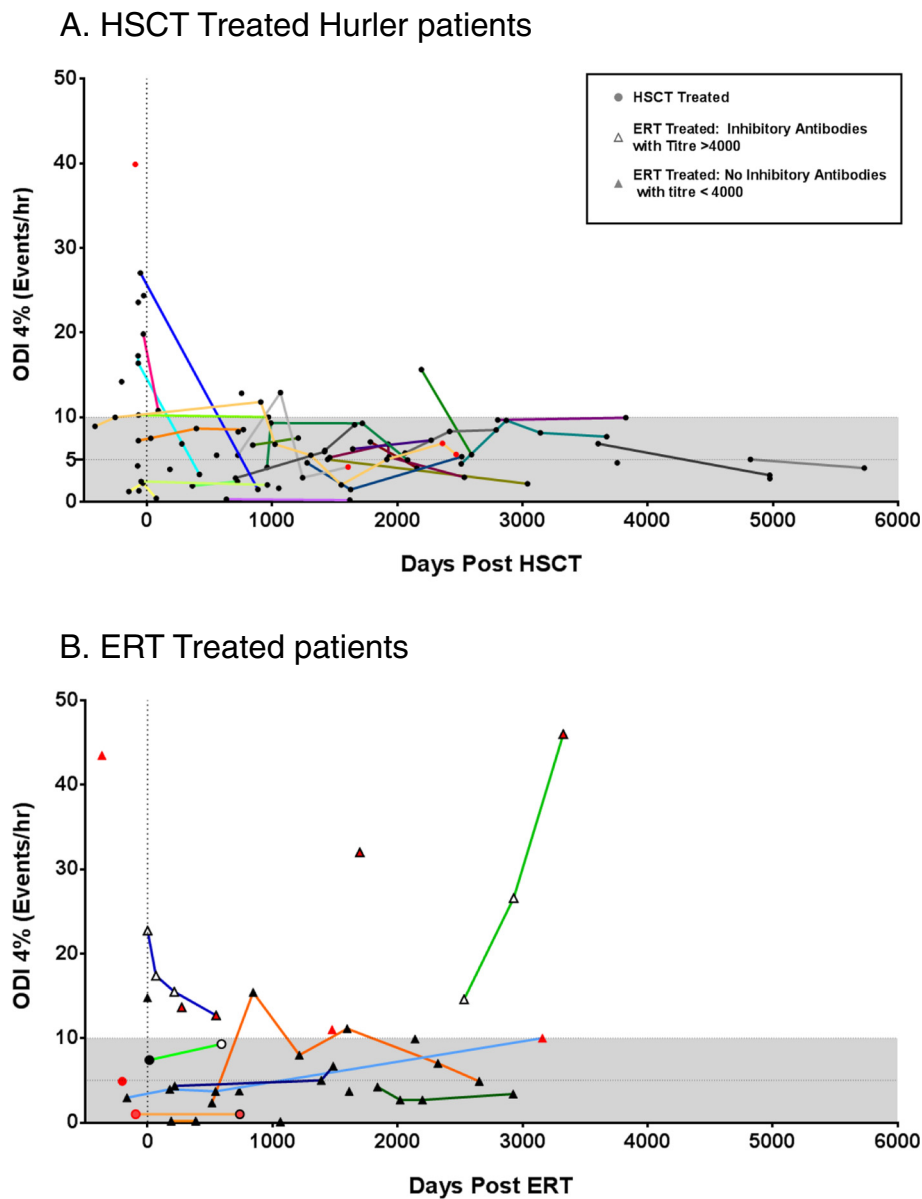 A. HSCT Treated Hurler patients
50
40
30
20
10
5
0
ODI 4% (Events/hr)
HSCT Treated
ERT Treated:  Inhibitory Antibodies
with Titre >4000
ERT Treated: No Inhibitory Antibodies
with titre < 4000
0 1000 2000 3000 4000 5000 6000
Days Post HSCT
B. ERT Treated patients
50
40
30
20
10
5
0
ODI 4% (Events/hr)
0 1000 2000 3000 4000 5000 6000
Days Post ERT